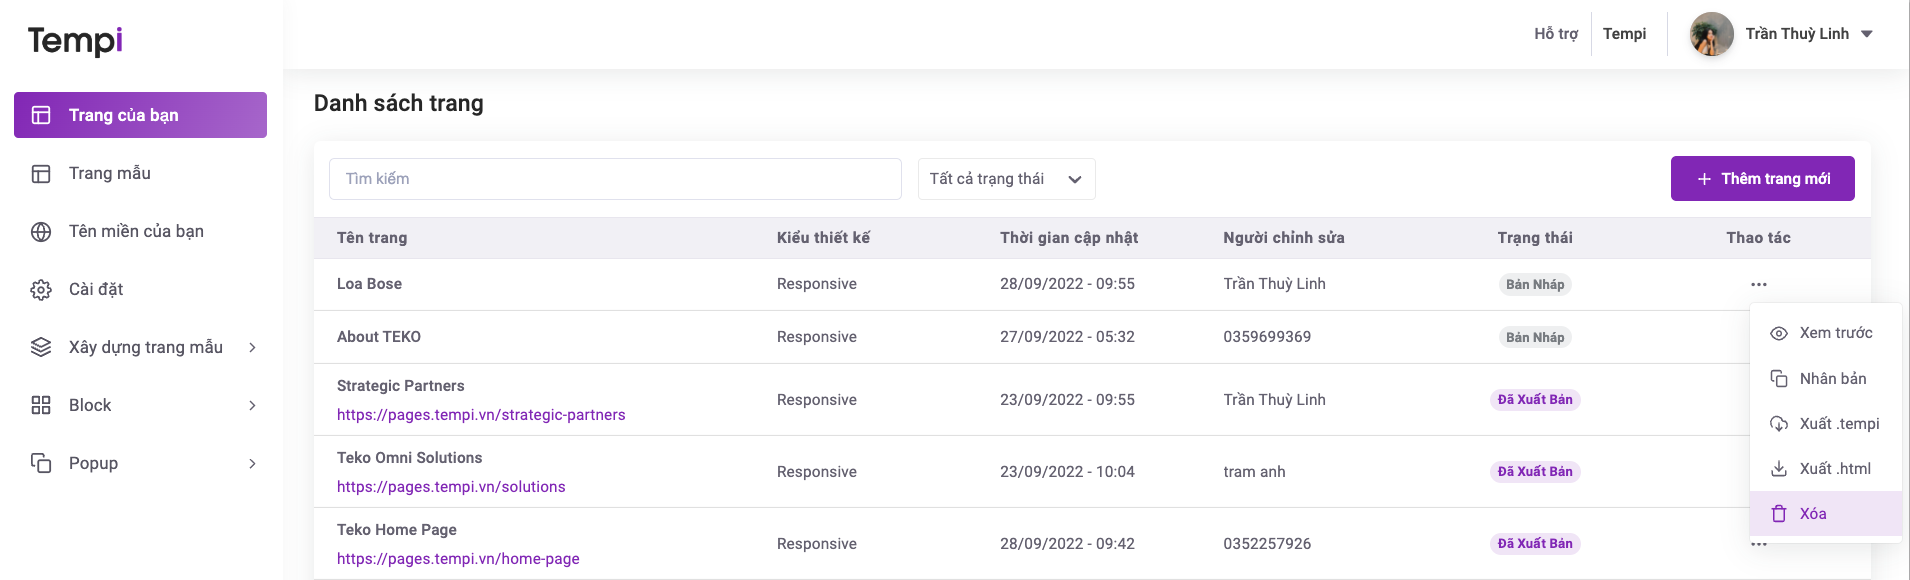 Tempi
Hỗ trợ
Tempi
Trần Thuỳ Linh
Trang của bạn
Trang mẫu
Tên miền của bạn
Cài đặt
Xây dựng trang mẫu
Block
Popup
Danh sách trang
Tìm kiếm
Tất cả trạng thái
Thêm trang mới
Tên trang Kiểu thiết kế Thời gian cập nhật Người chỉnh sửa Trạng thái Thao tác
Loa Bose Responsive 28/09/2022 - 09:55 Trần Thuỳ Linh Bản Nháp
About TEKO Responsive 27/09/2022 - 05:32 0359699369 Bản Nháp
Strategic Partners
https://pages.tempi.vn/strategic-partners
Responsive 23/09/2022 - 09:55 Trần Thuỳ Linh Đã Xuất Bản
Teko Omni Solutions
https://pages.tempi.vn/solutions
Responsive 23/09/2022 - 10:04 tram anh Đã Xuất Bản
Teko Home Page
https://pages.tempi.vn/home-page
Responsive 28/09/2022 - 09:42 0352257926 Đã Xuất Bản
Xem trước
Nhân bản
Xuất .tempi
Xuất .html
Xóa